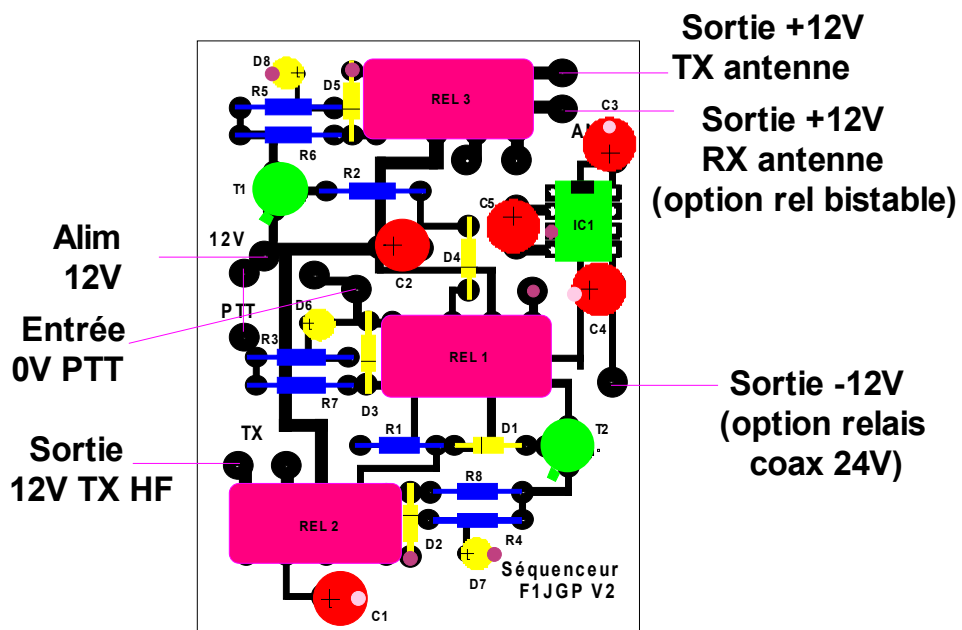 Sortie +12V
TX antenne
Sortie +12V
RX antenne
(option rel bistable)
Alim
12V
Entrée
0V PTT
Sortie
12V TX HF
Sortie -12V
(option relais
coax 24V)
D8
D5
REL 3
C3
R5
R6
T1
R2
C5
IC1
12V
C2
D4
PTT
D6
C4
R3
REL 1
R7
D3
TX
R1
D1
T2
R8
REL 2
D2
R4
D7
C1
Séquenceur
F1JGP V2